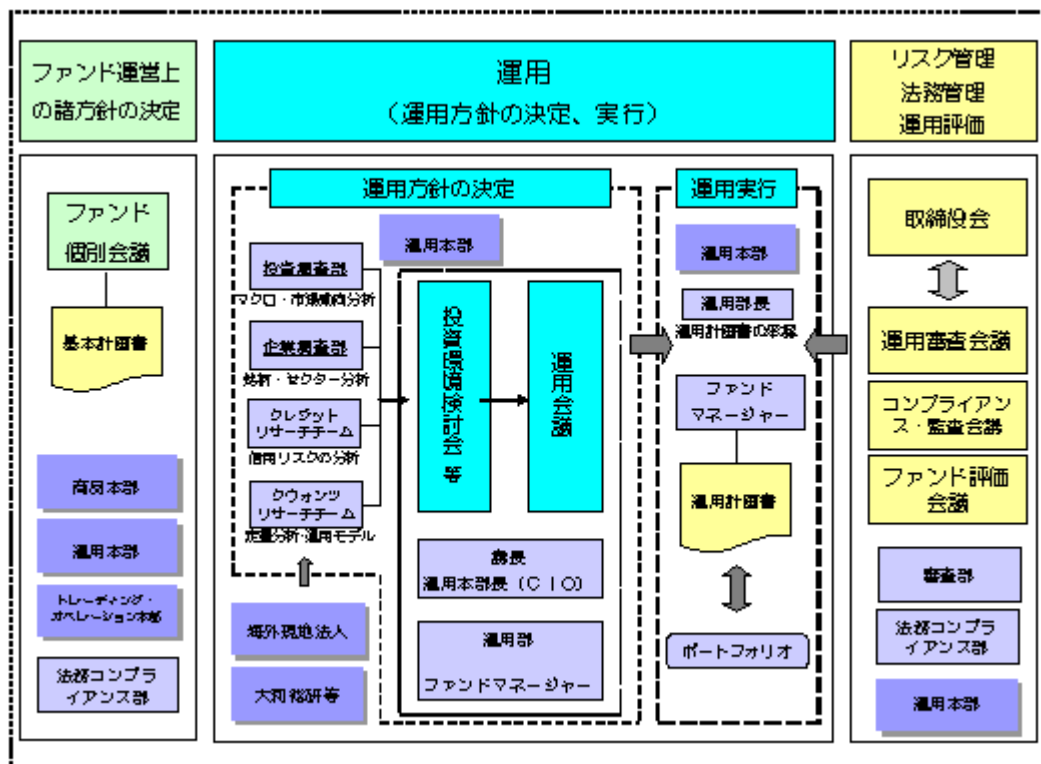 ファンド運営上
の諸方針の決定
運用
（運用方針の決定、実行）
リスク管理
法務管理
運用評価
ファンド
個別会議
基本計画書
商品本部
運用本部
トレーディング・
オペレーション本部
法務コンプラ
イアンス部
運用方針の決定
運用本部
投資調査部
マクロ・市場動向分析
企業調査部
銘柄・セクター分析
クレジット
リサーチチーム
信用リスクの分析
クウォンツ
リサーチチーム
定量分析・運用モデル
海外現地法人
大和総研等
投資環境検討会 等
運用会議
議長
運用本部長（ＣＩＯ）
運用部
ファンドマネージャー
運用実行
運用本部
運用部長
運用計画書の承認
ファンド
マネージャー
運用計画書
ポートフォリオ
取締役会
運用審査会議
コンプライアン
ス・監査会議
ファンド評価
会議
審査部
法務コンプラ
イアンス部
運用本部